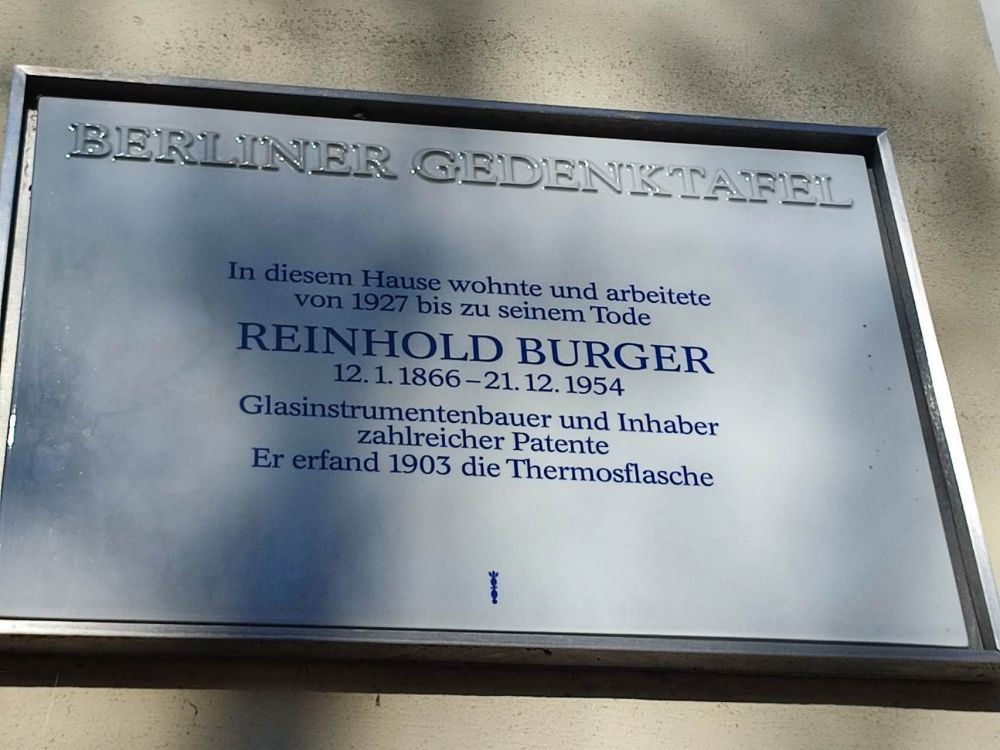 BERLINER GEDENKTAFEL
In diesem Hause wohnte und arbeitete
von 1927 bis zu seinem Tode
REINHOLD BURGER
12.1.1866–21.12.1954
Glasinstrumentenbauer und Inhaber
zahlreicher Patente
Er erfand 1903 die Thermosflasche